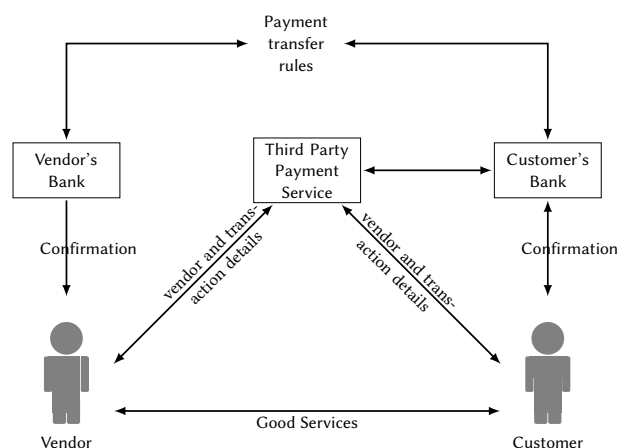 Payment
transfer
rules
Vendor's
Bank
Third Party
Payment
Service
Customer's
Bank
Confirmation
vendor and trans-
action details
vendor and trans-
action details
Confirmation
Good Services
Vendor
Customer